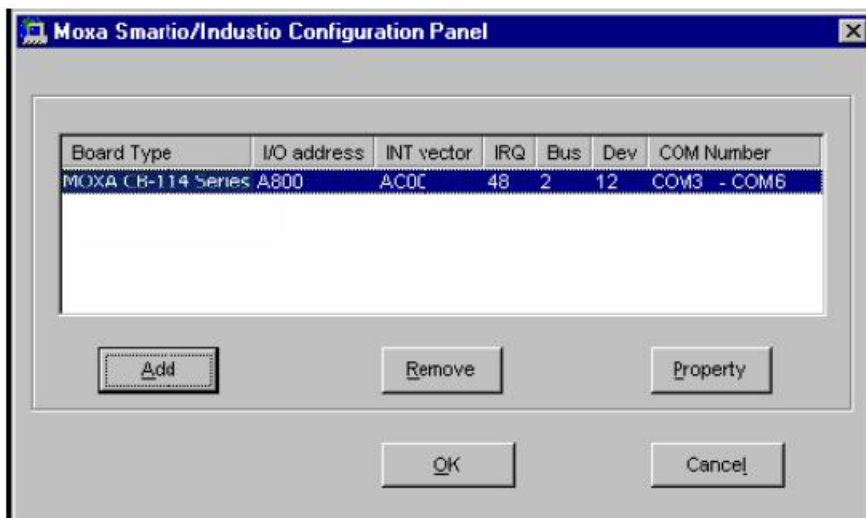 Moxa Smartio/Industio Configuration Panel
Board Type I/O address INT vector IRQ Bus Dev COM Number
MOXA CB-114 Series A800 AC00 48 2 12 COM3 - COM6
Add Remove Property
OK Cancel